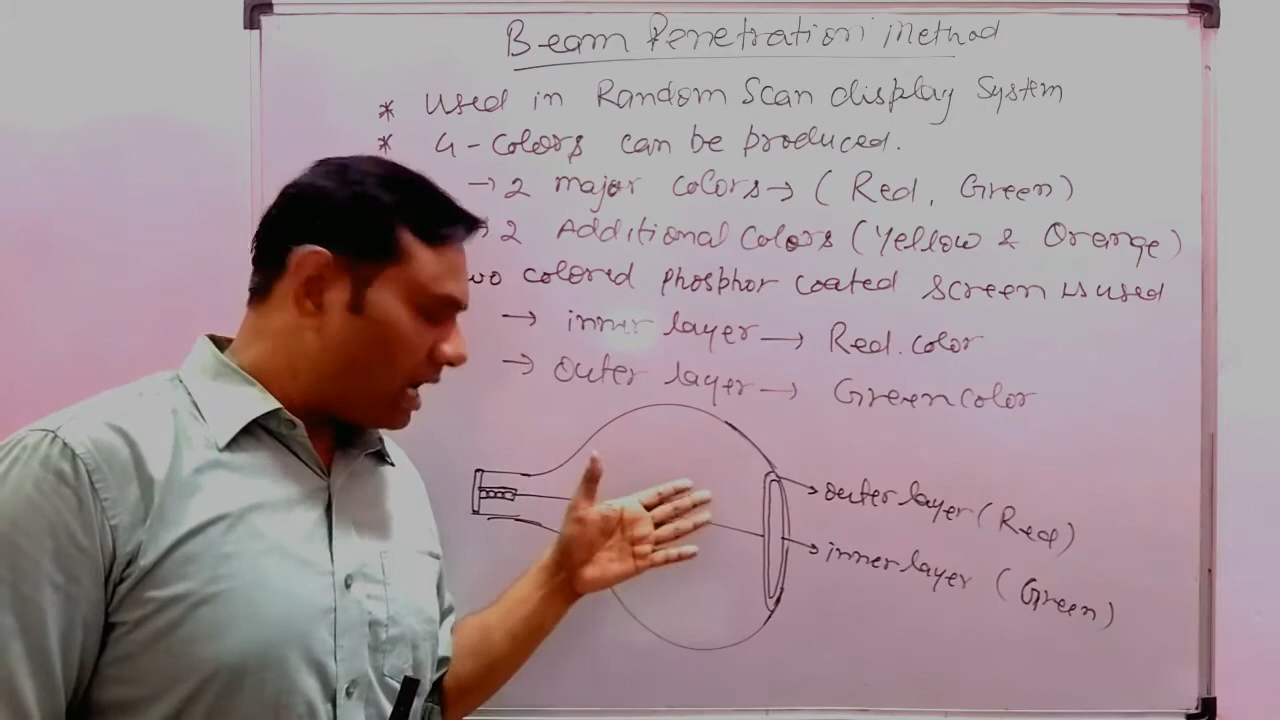 Beam Penetration Method
* Used in Random Scan display System
* 4-Colors can be produced.
→ 2 major colors → (Red, Green)
2 Additional Colors (Yellow & Orange)
wo colored phosphor coated screen is used
→ inner layer → Red. color
→ outer layer → Green color
→ outer layer (Red)
→ inner layer (Green)